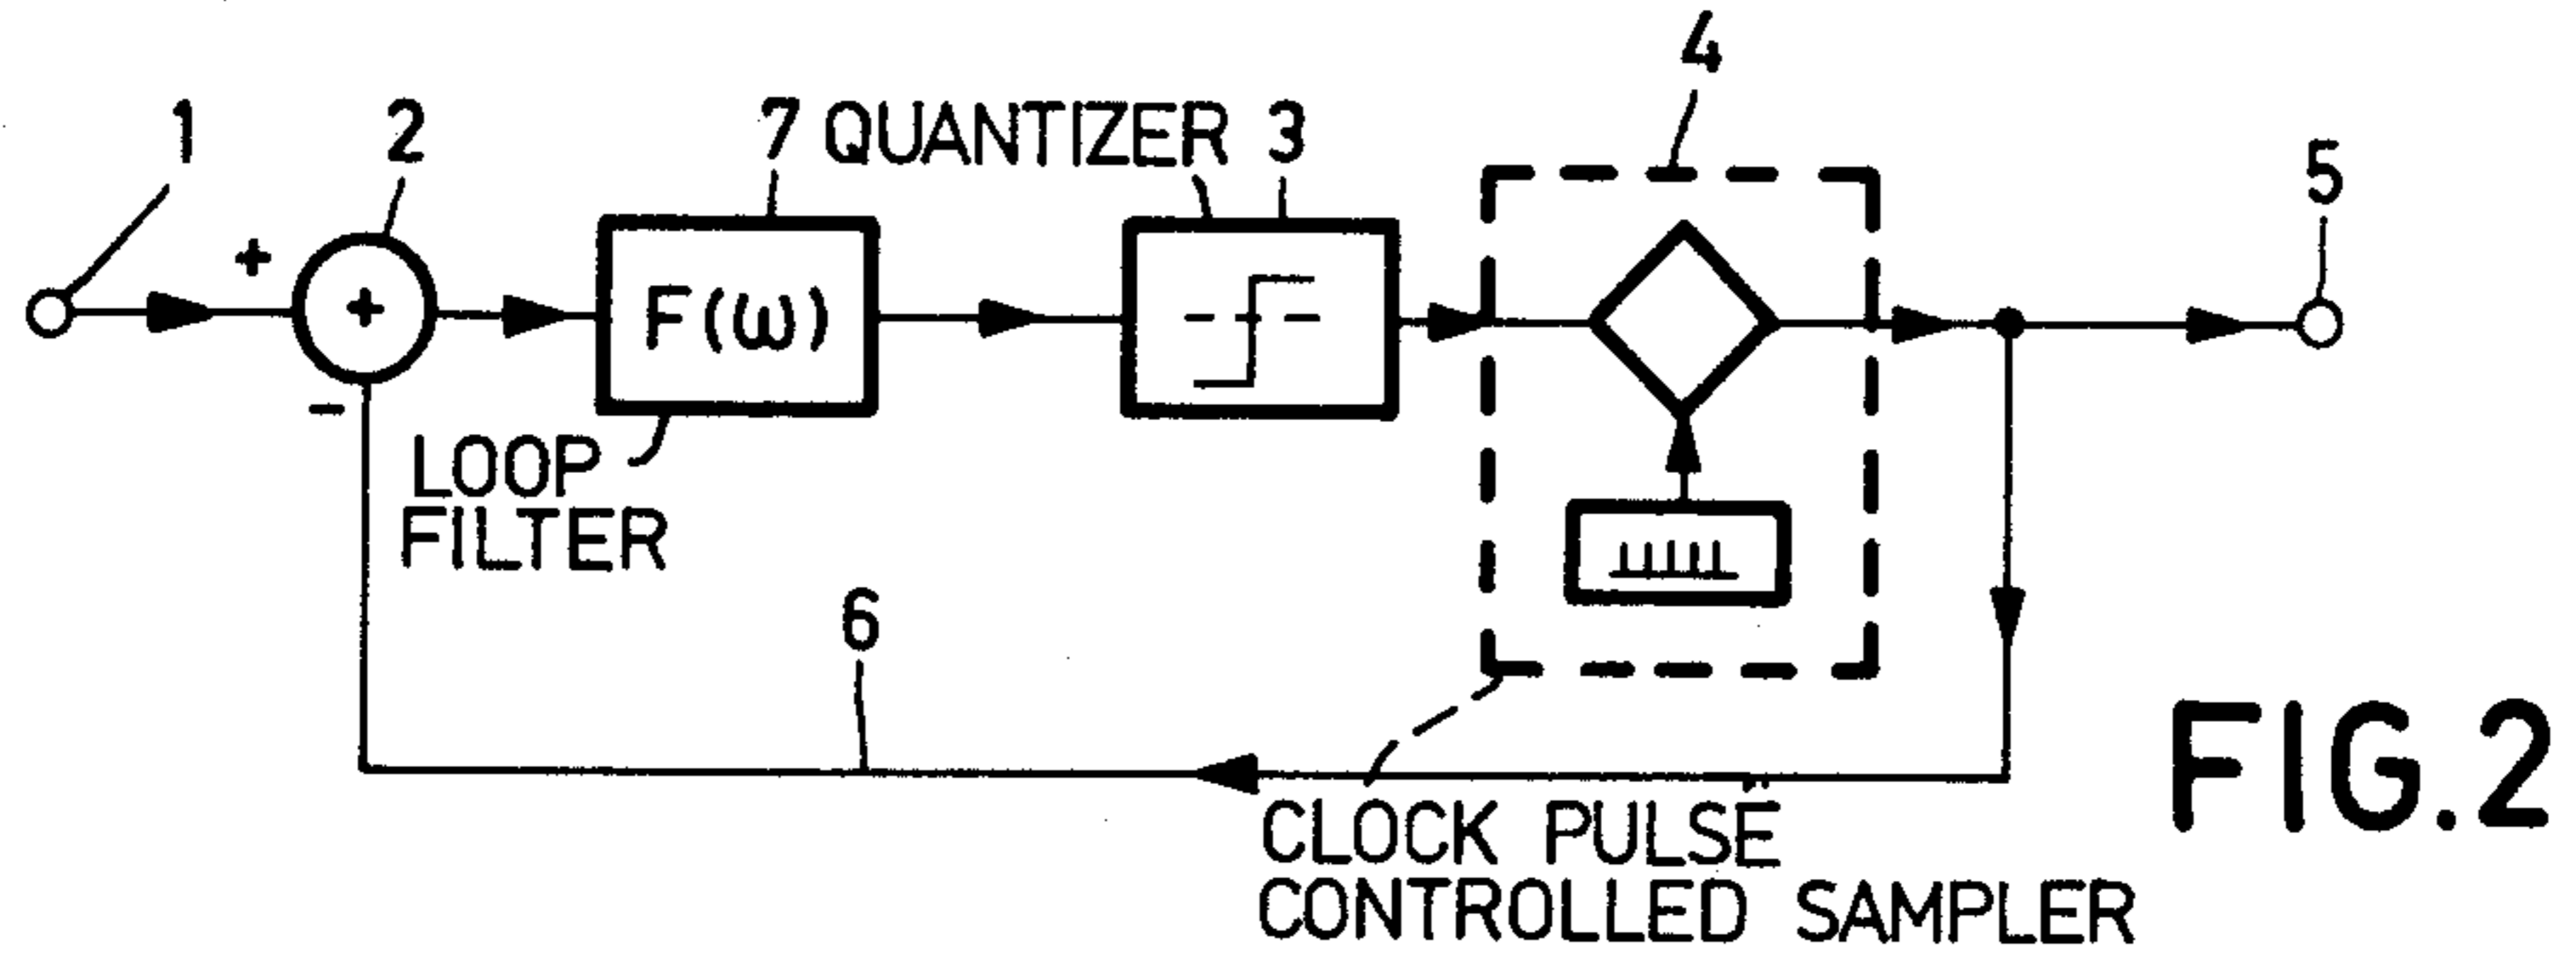 1
2
7 QUANTIZER 3
4
5
+
+
F(ω)
-
LOOP
FILTER
6
CLOCK PULSE
CONTROLLED SAMPLER
FIG.2